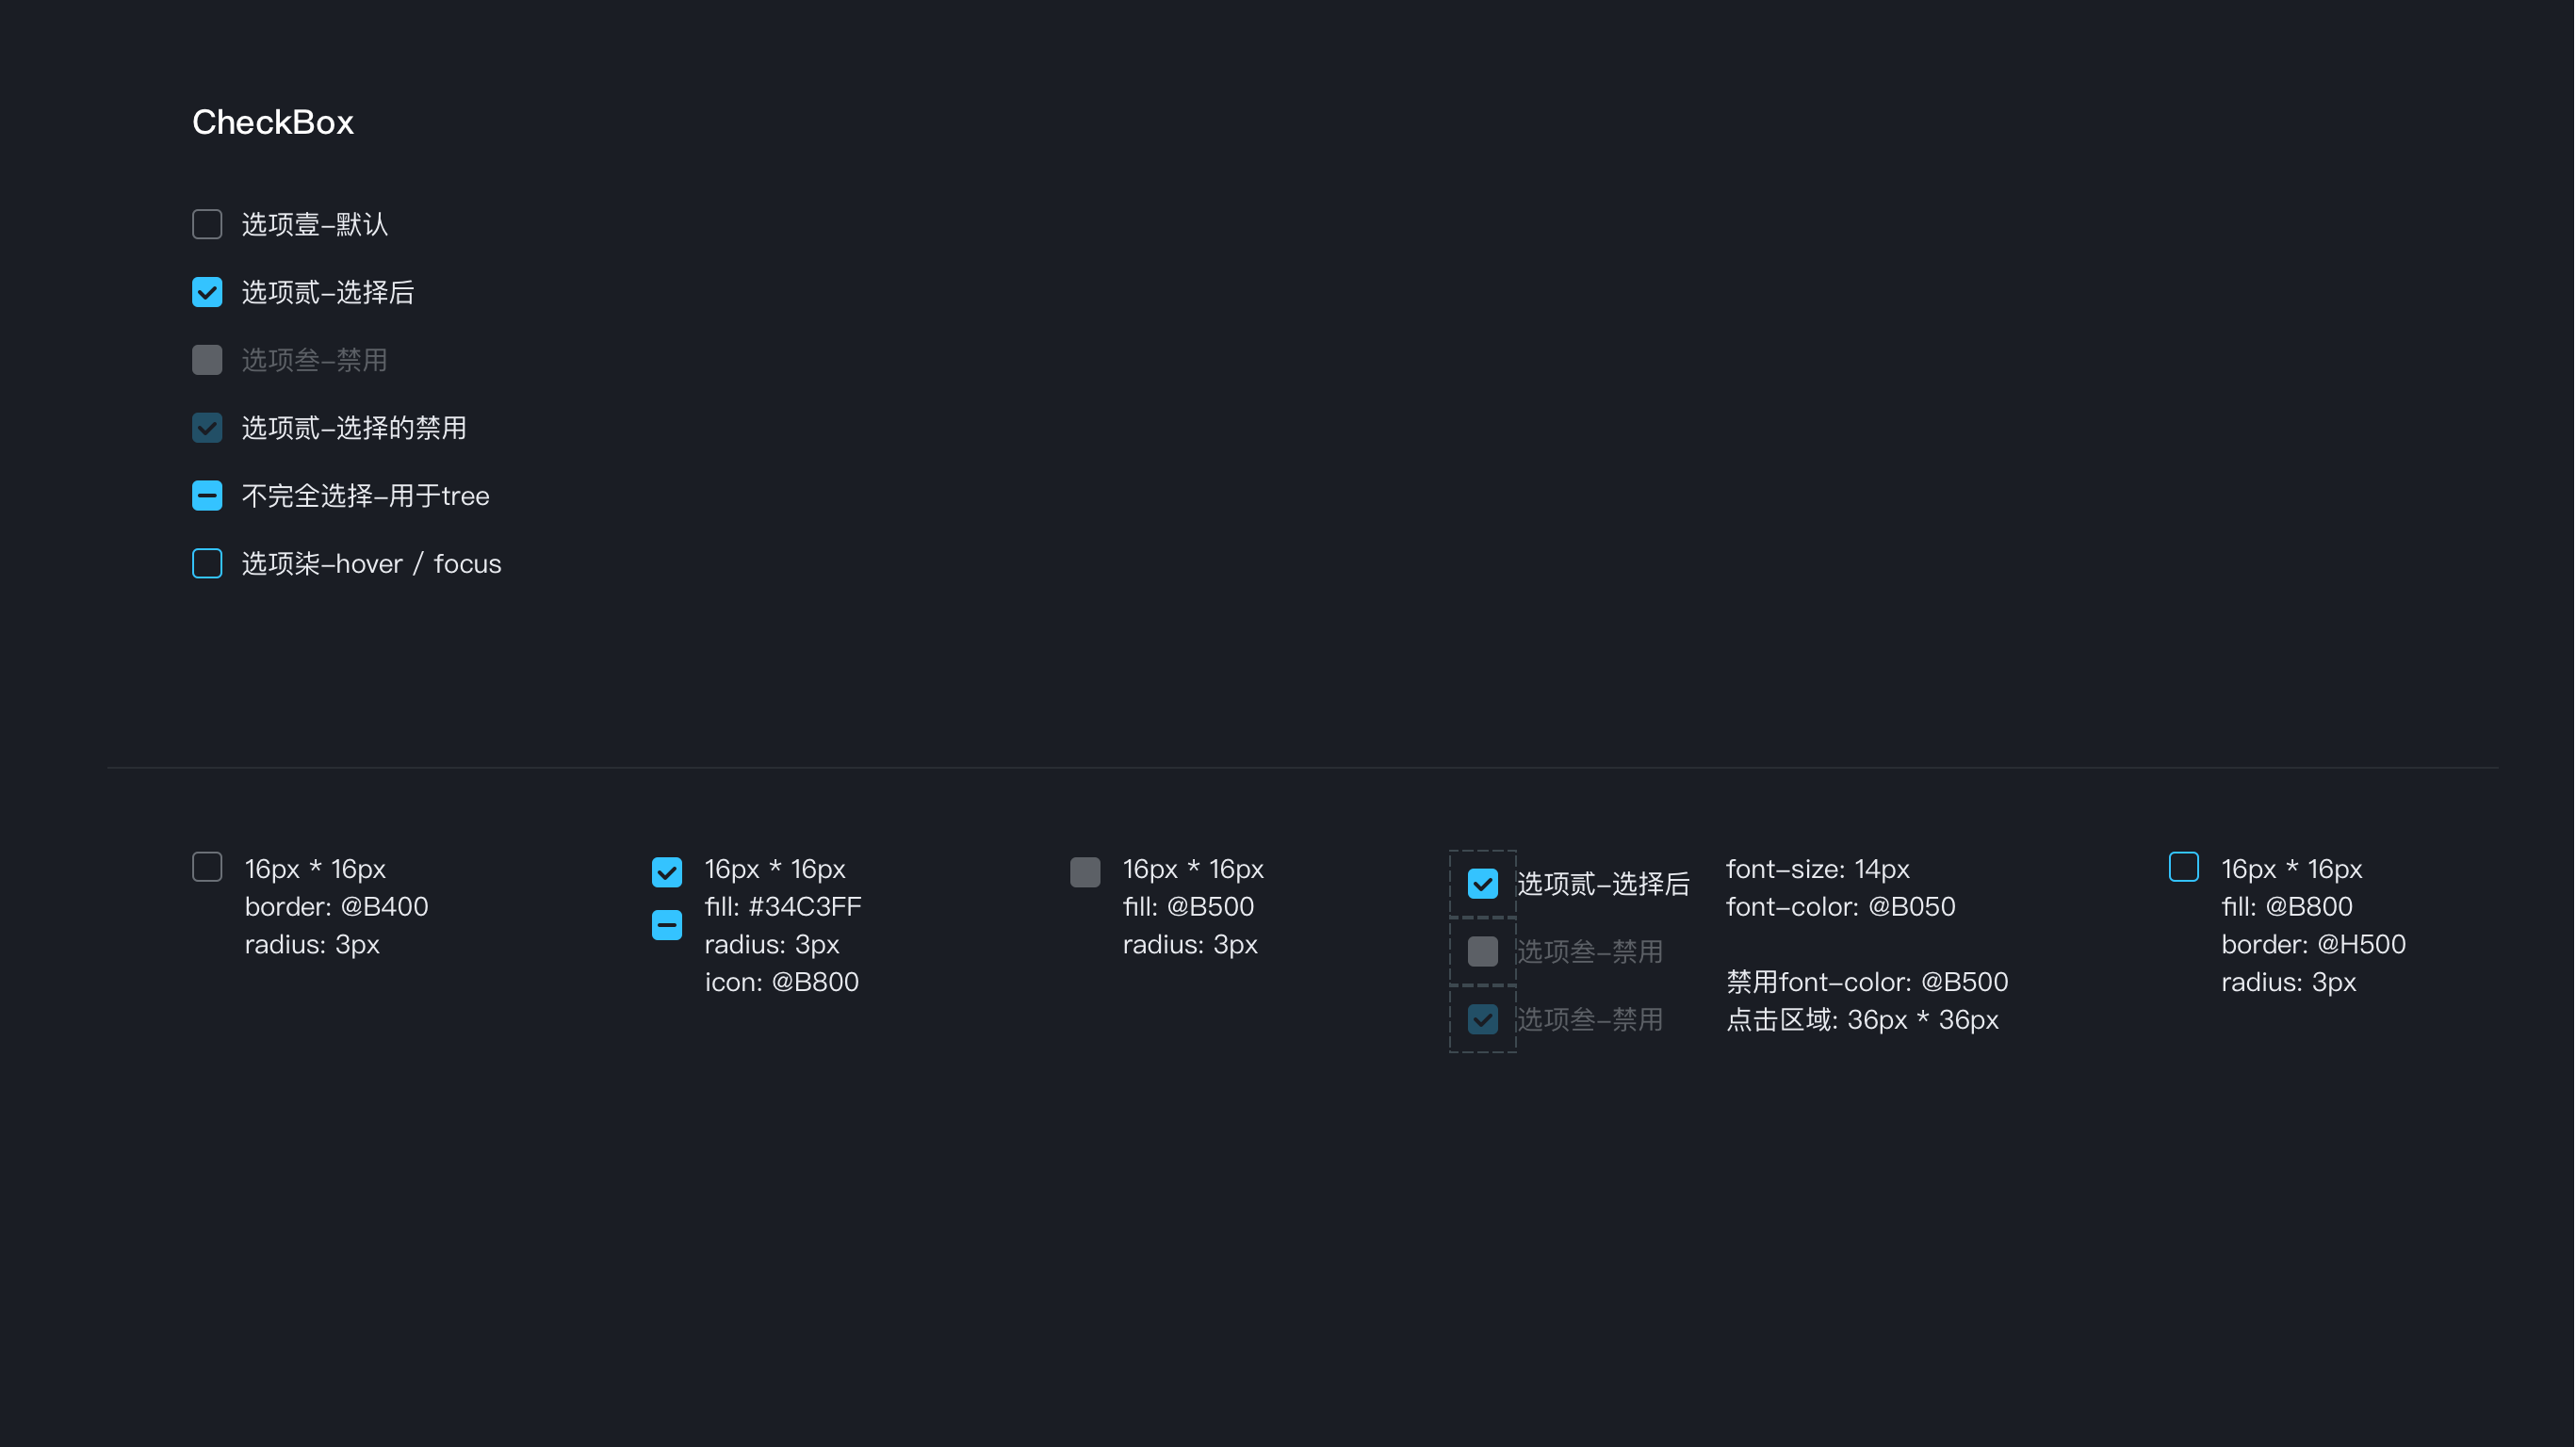 CheckBox
选项壹-默认
选项贰-选择后
选项叁-禁用
选项贰-选择的禁用
不完全选择-用于tree
选项柒-hover / focus
16px * 16px
border: @B400
radius: 3px
16px * 16px
fill: #34C3FF
radius: 3px
icon: @B800
16px * 16px
fill: @B500
radius: 3px
选项贰-选择后
选项叁-禁用
选项叁-禁用
font-size: 14px
font-color: @B050
禁用font-color: @B500
点击区域: 36px * 36px
16px * 16px
fill: @B800
border: @H500
radius: 3px